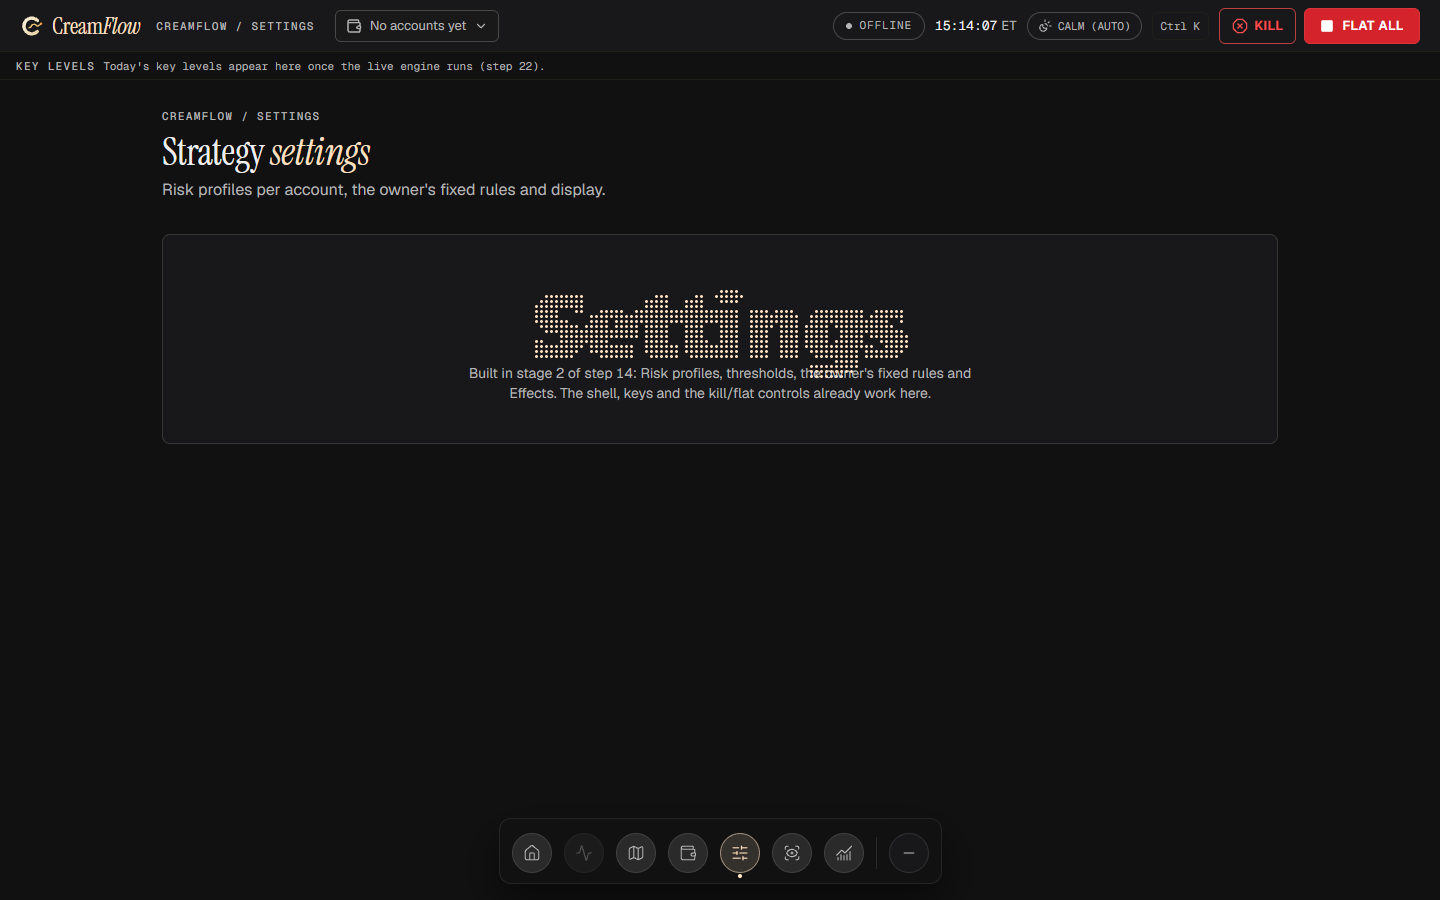 CreamFlow CREAMFLOW / SETTINGS No accounts yet OFFLINE 15:14:07 ET CALM (AUTO) Ctrl K KILL FLAT ALL
KEY LEVELS Today's key levels appear here once the live engine runs (step 22).
CREAMFLOW / SETTINGS
Strategy settings
Risk profiles per account, the owner's fixed rules and display.
Settings
Built in stage 2 of step 14: Risk profiles, thresholds, the owner's fixed rules and
Effects. The shell, keys and the kill/flat controls already work here.